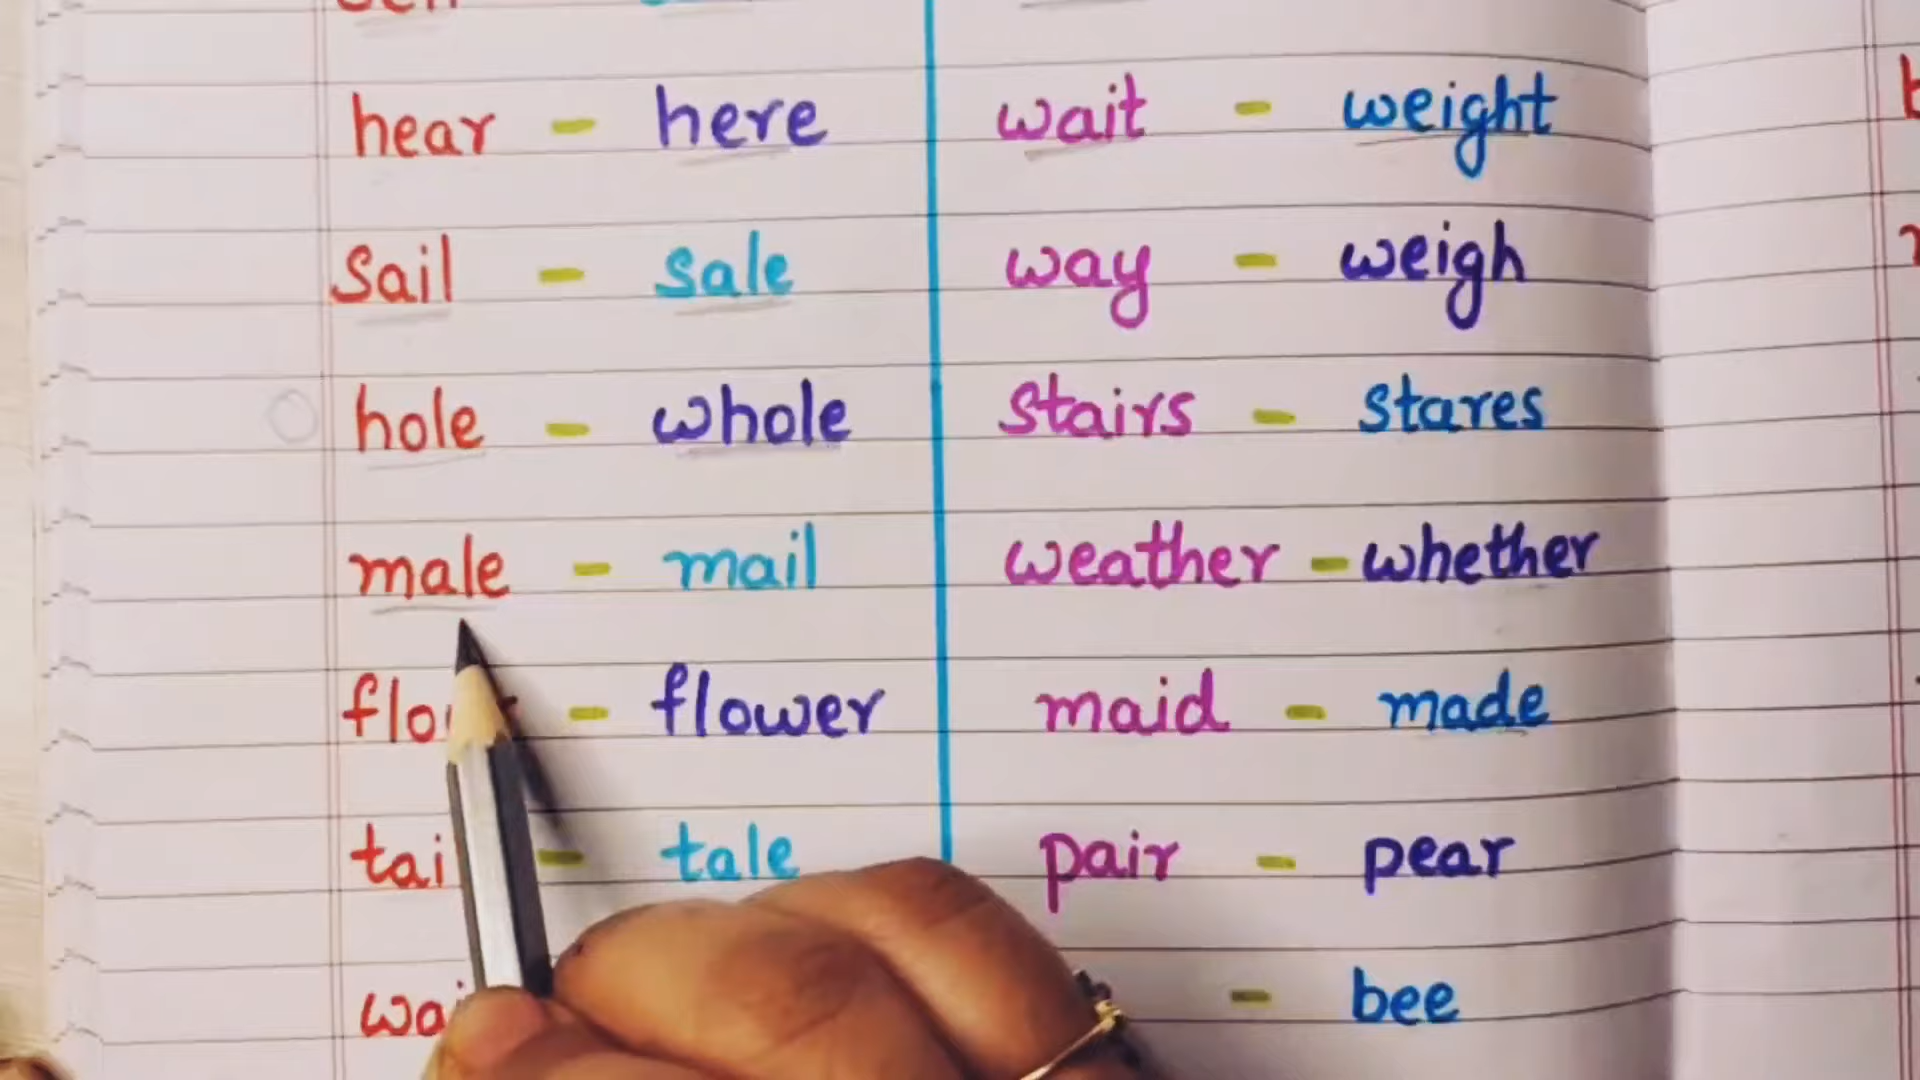 hear - here wait - weight
Sail - Sale way - weigh
hole - whole Stairs - Stares
male - mail weather - whether
- flower maid - made
- tale pair - pear
- bee